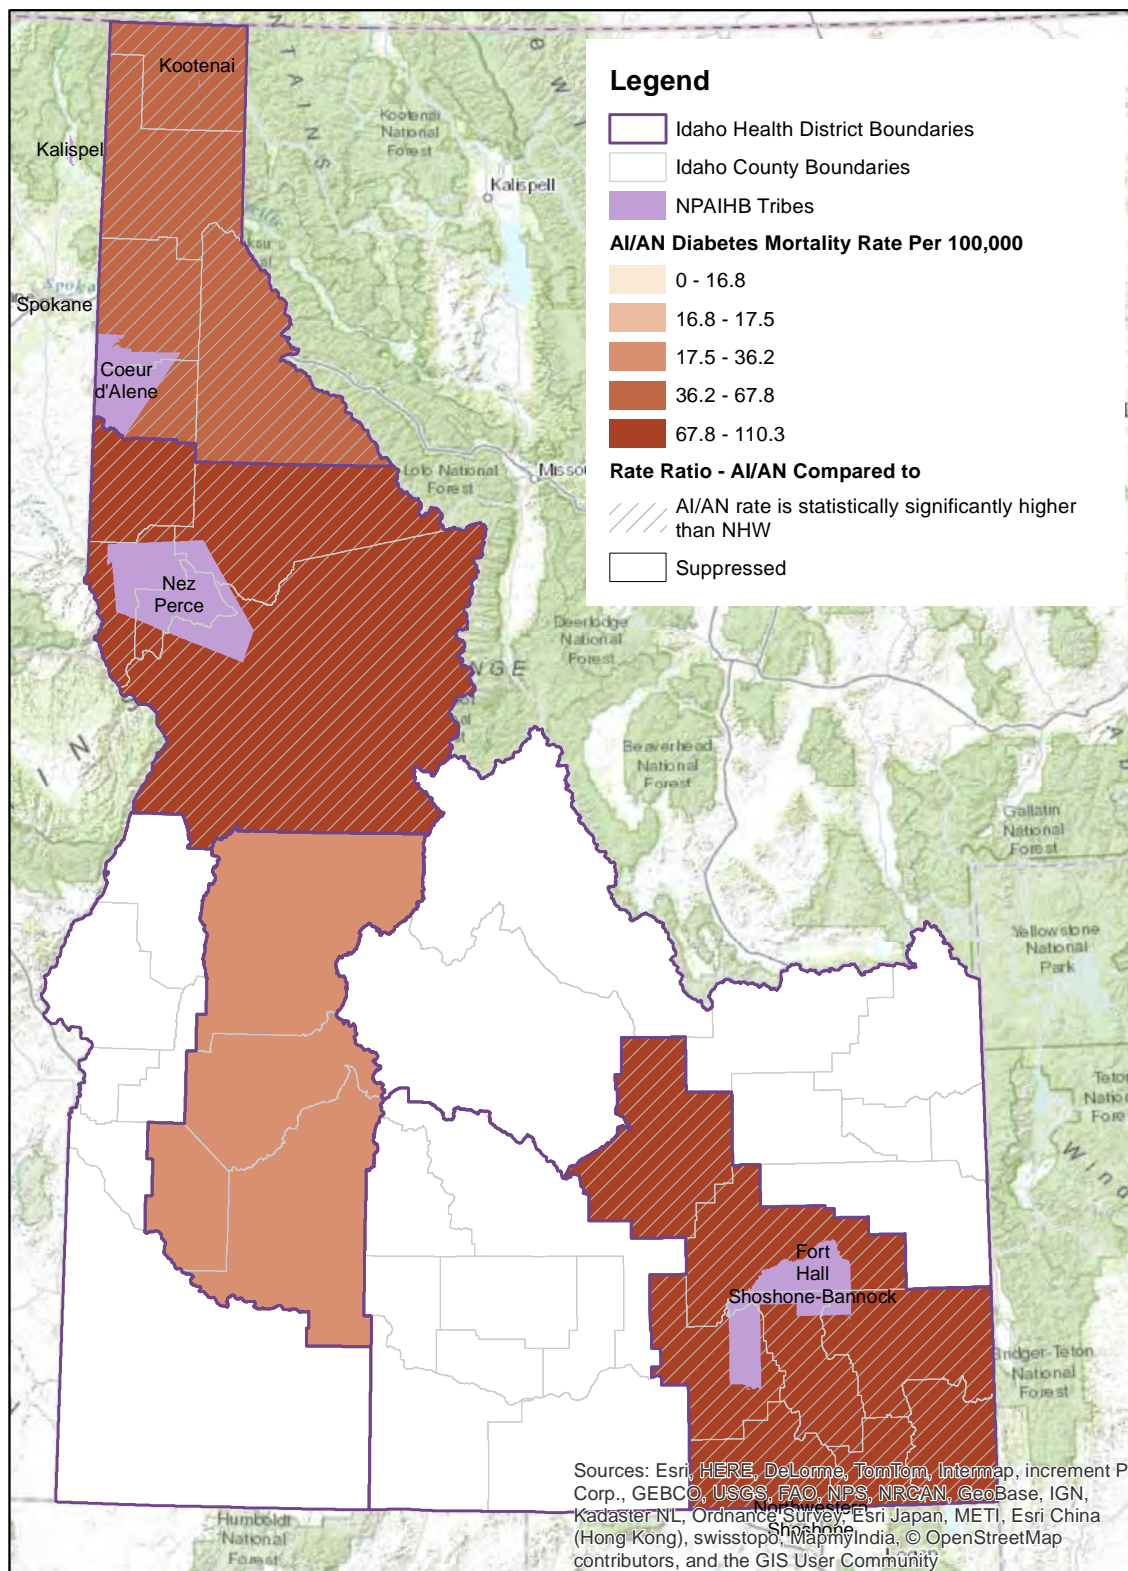 Legend
Idaho Health District Boundaries
Idaho County Boundaries
NPAIHB Tribes
AI/AN Diabetes Mortality Rate Per 100,000
0 - 16.8
16.8 - 17.5
17.5 - 36.2
36.2 - 67.8
67.8 - 110.3
Rate Ratio - AI/AN Compared to
AI/AN rate is statistically significantly higher
than NHW
Suppressed
Kootenai
Kalispel
Spokane
Coeur
d'Alene
Nez
Perce
Fort
Hall
Shoshone-Bannock
Northwestern
Shoshone
Kootenai
National
Forest
Kalispell
Lolo National
Forest
Deerlodge
National
Forest
Beaverhead
National
Forest
Gallatin
National
Forest
Yellowstone
National
Park
Bridger-Teton
National
Forest
Humboldt
National
Forest
T A I N S
N G E
I N
W i n d
Sources: Esri, HERE, DeLorme, TomTom, Intermap, increment P
Corp., GEBCO, USGS, FAO, NPS, NRCAN, GeoBase, IGN,
Kadaster NL, Ordnance Survey, Esri Japan, METI, Esri China
(Hong Kong), swisstopo, MapmyIndia, © OpenStreetMap
contributors, and the GIS User Community